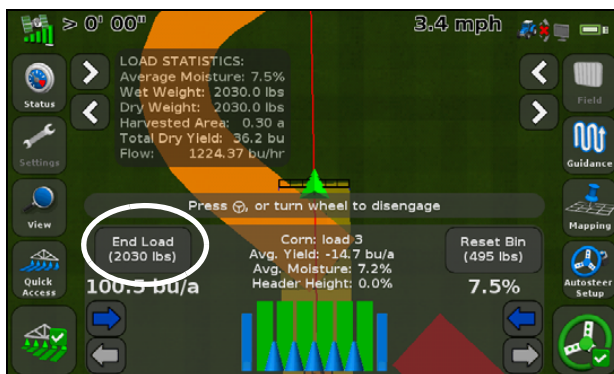 > 0' 00"
3.4 mph
LOAD STATISTICS:
Average Moisture: 7.5%
Wet Weight: 2030.0 lbs
Dry Weight: 2030.0 lbs
Harvested Area: 0.30 a
Total Dry Yield: 36.2 bu
Flow: 1224.37 bu/hr
Status
Settings
View
Quick
Access
Field
Guidance
Mapping
Autosteer
Setup
Press , or turn wheel to disengage
End Load
(2030 lbs)
100.5 bu/a
Corn: load 3
Avg. Yield: -14.7 bu/a
Avg. Moisture: 7.2%
Header Height: 0.0%
Reset Bin
(495 lbs)
7.5%